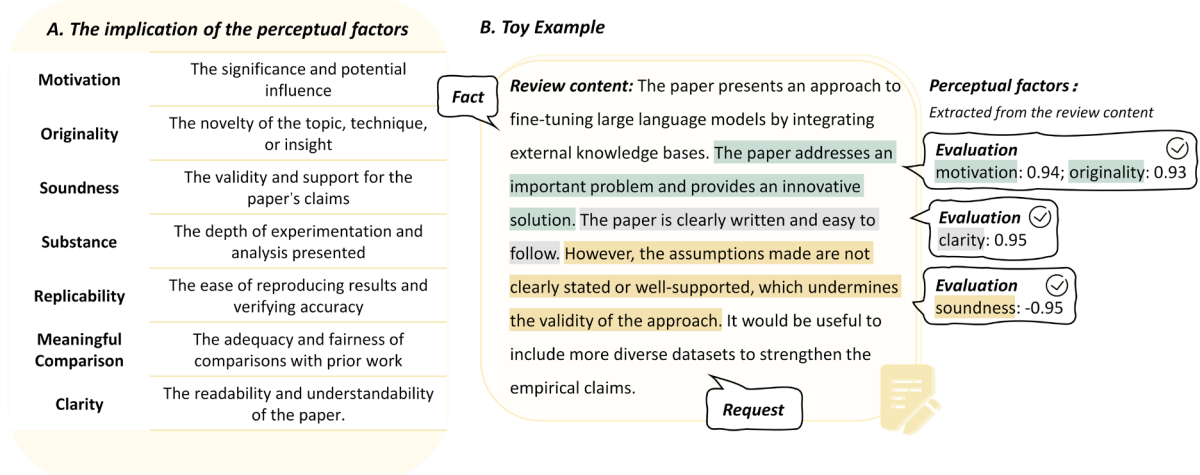 A. The implication of the perceptual factors
Motivation
The significance and potential
influence
Originality
The novelty of the topic, technique,
or insight
Soundness
The validity and support for the
paper's claims
Substance
The depth of experimentation and
analysis presented
Replicability
The ease of reproducing results and
verifying accuracy
Meaningful
Comparison
The adequacy and fairness of
comparisons with prior work
Clarity
The readability and understandability
of the paper.
B. Toy Example
Fact
Review content: The paper presents an approach to
fine-tuning large language models by integrating
external knowledge bases. The paper addresses an
important problem and provides an innovative
solution. The paper is clearly written and easy to
follow. However, the assumptions made are not
clearly stated or well-supported, which undermines
the validity of the approach. It would be useful to
include more diverse datasets to strengthen the
empirical claims.
Request
Perceptual factors :
Extracted from the review content
Evaluation
motivation: 0.94; originality: 0.93
Evaluation
clarity: 0.95
Evaluation
soundness: -0.95